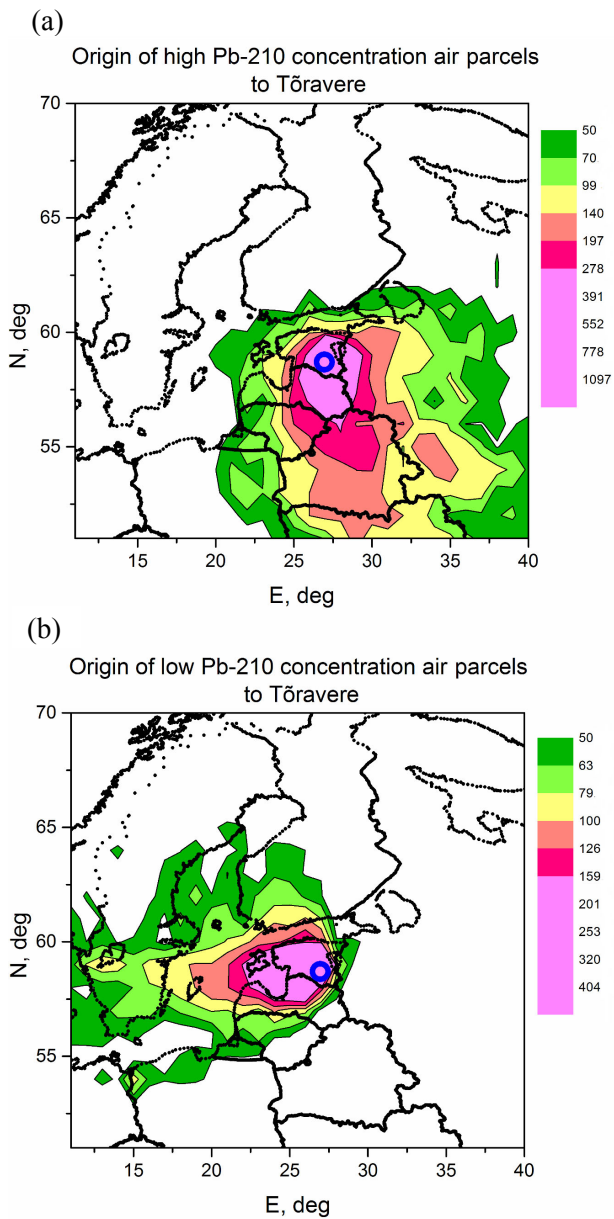 (a)
Origin of high Pb-210 concentration air parcels
to Tõravere
70
65
60
55
N, deg
15 20 25 30 35 40
E, deg
50
70
99
140
197
278
391
552
778
1097
(b)
Origin of low Pb-210 concentration air parcels
to Tõravere
70
65
60
55
N, deg
15 20 25 30 35 40
E, deg
50
63
79
100
126
159
201
253
320
404